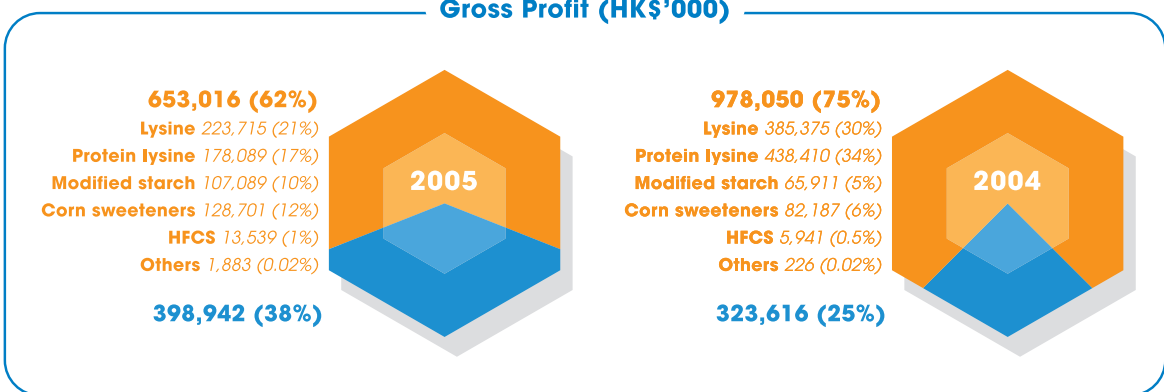 Gross Profit (HK$'000)
653,016 (62%)
Lysine 223,715 (21%)
Protein lysine 178,089 (17%)
Modified starch 107,089 (10%)
Corn sweeteners 128,701 (12%)
HFCS 13,539 (1%)
Others 1,883 (0.02%)
398,942 (38%)
2005
978,050 (75%)
Lysine 385,375 (30%)
Protein lysine 438,410 (34%)
Modified starch 65,911 (5%)
Corn sweeteners 82,187 (6%)
HFCS 5,941 (0.5%)
Others 226 (0.02%)
323,616 (25%)
2004